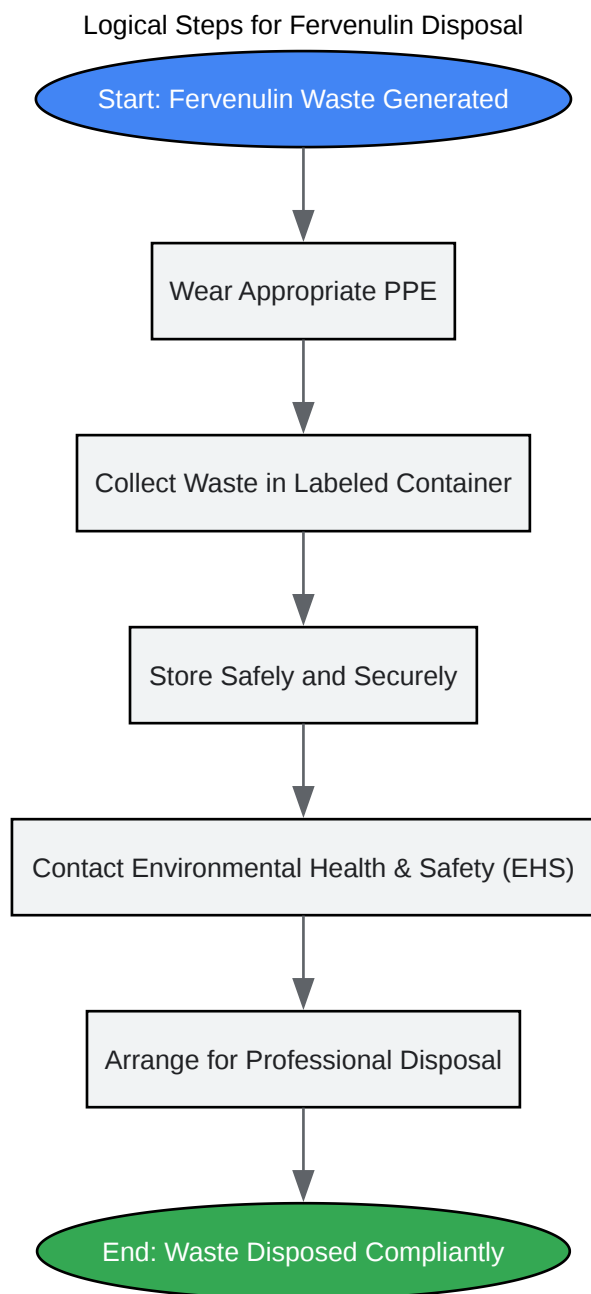 Logical Steps for Fervenulin Disposal
Start: Fervenulin Waste Generated
Wear Appropriate PPE
Collect Waste in Labeled Container
Store Safely and Securely
Contact Environmental Health & Safety (EHS)
Arrange for Professional Disposal
End: Waste Disposed Compliantly